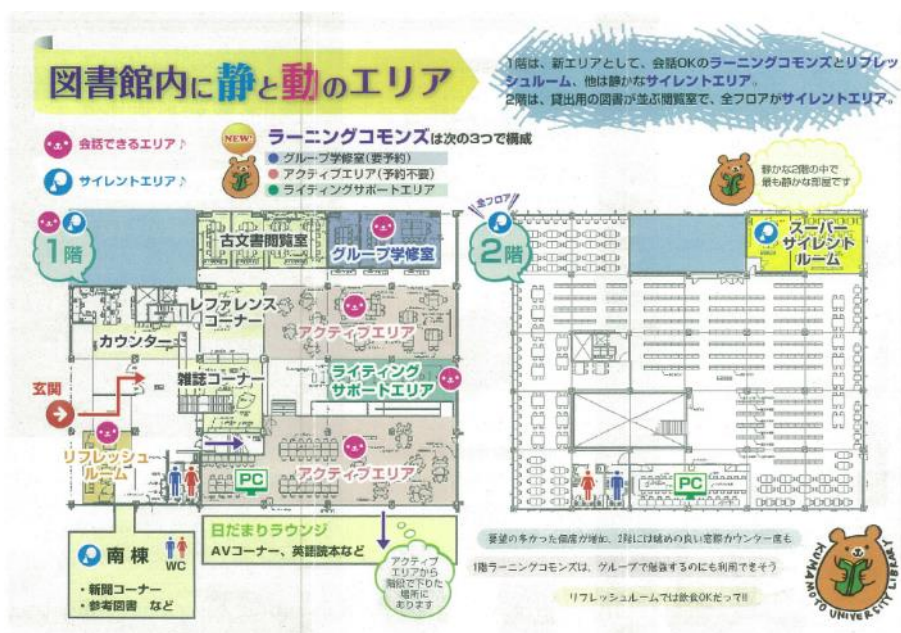 図書館内に静と動のエリア
1階は、新エリアとして、会話OKのラーニングコモンズとリフレッ
シュルーム、他は静かなサイレントエリア。
2階は、貸出用の図書が並ぶ閲覧室で、全フロアがサイレントエリア。
会話できるエリア♪
サイレントエリア♪
NEW!
ラーニングコモンズは次の3つで構成
グループ学修室(要予約)
アクティブエリア(予約不要)
ライティングサポートエリア
静かな2階の中で
最も静かな部屋です
1階
古文書閲覧室
グループ学修室
レファレンス
コーナー
アクティブエリア
カウンター
雑誌コーナー
ライティング
サポートエリア
玄関
リフレッシュ
ルーム
アクティブエリア
PC
南棟
WC
・新聞コーナー
・参考図書 など
日だまりラウンジ
AVコーナー、英語読本など
アクティブ
エリアから
階段で下りた
場所に
あります
全フロア
2階
スーパー
サイレント
ルーム
PC
要望の多かった個席が増加、2階には眺めの良い窓際カウンター席も
1階ラーニングコモンズは、グループで勉強するのにも利用できそう
リフレッシュルームでは飲食OKだって!!
KUMAMOTO UNIVERSITY LIBRARY